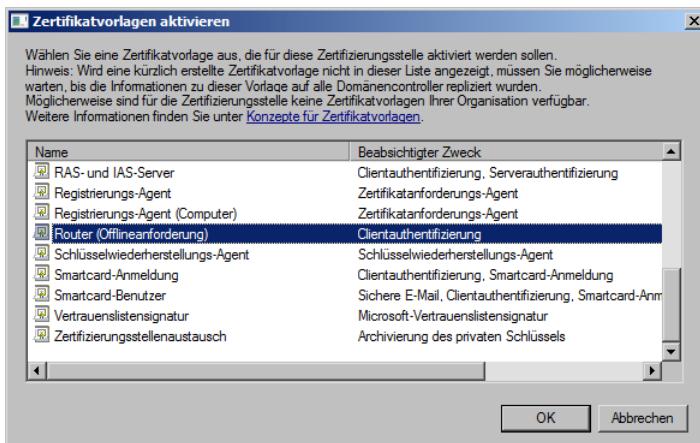 Zertifikatvorlagen aktivieren
Wählen Sie eine Zertifikatvorlage aus, die für diese Zertifizierungsstelle aktiviert werden sollen.
Hinweis: Wird eine kürzlich erstellte Zertifikatvorlage nicht in dieser Liste angezeigt, müssen Sie möglicherweise
warten, bis die Informationen zu dieser Vorlage auf alle Domänencontroller repliziert wurden.
Möglicherweise sind für die Zertifizierungsstelle keine Zertifikatvorlagen Ihrer Organisation verfügbar.
Weitere Informationen finden Sie unter Konzepte für Zertifikatvorlagen.
Name Beabsichtigter Zweck
RAS- und IAS-Server Clientauthentifizierung, Serverauthentifizierung
Registrierungs-Agent Zertifikatanforderungs-Agent
Registrierungs-Agent (Computer) Zertifikatanforderungs-Agent
Router (Offlineanforderung) Clientauthentifizierung
Schlüsselwiederherstellungs-Agent Schlüsselwiederherstellungs-Agent
Smartcard-Anmeldung Clientauthentifizierung, Smartcard-Anmeldung
Smartcard-Benutzer Sichere E-Mail, Clientauthentifizierung, Smartcard-Anm
Vertrauenslistensignatur Microsoft-Vertrauenslistensignatur
Zertifizierungsstellenaustausch Archivierung des privaten Schlüssels
OK Abbrechen